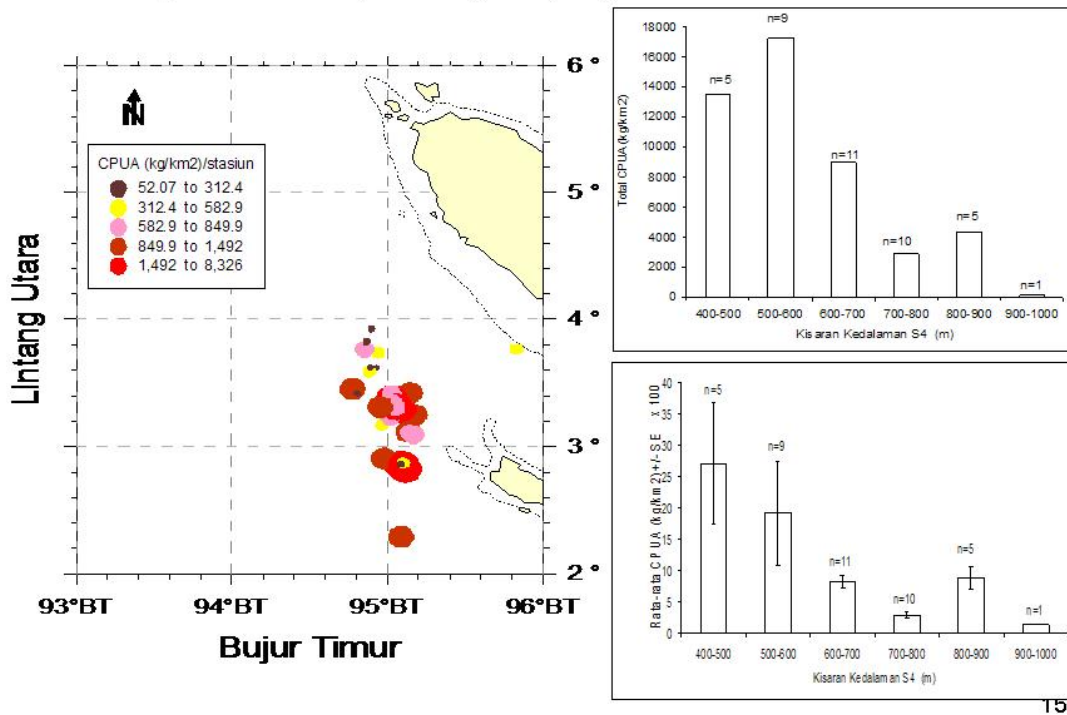 N
CPUA (kg/km2)/stasiun
52.07 to 312.4
312.4 to 582.9
582.9 to 849.9
849.9 to 1,492
1,492 to 8,326
6°
5°
4°
3°
2°
LIntang Utara
93°BT 94°BT 95°BT 96°BT
Bujur Timur
Total CPUA (kg/km2)
18000
16000
14000
12000
10000
8000
6000
4000
2000
0
n=5 n=9 n=11 n=10 n=5 n=1
400-500 500-600 600-700 700-800 800-900 900-1000
Kisaran Kedalaman S4 (m)
Rata-rata CPUA (kg/km2)+/-SE x 100
40
35
30
25
20
15
10
5
0
n=5 n=9 n=11 n=10 n=5 n=1
400-500 500-600 600-700 700-800 800-900 900-1000
Kisaran Kedalaman S4 (m)
15